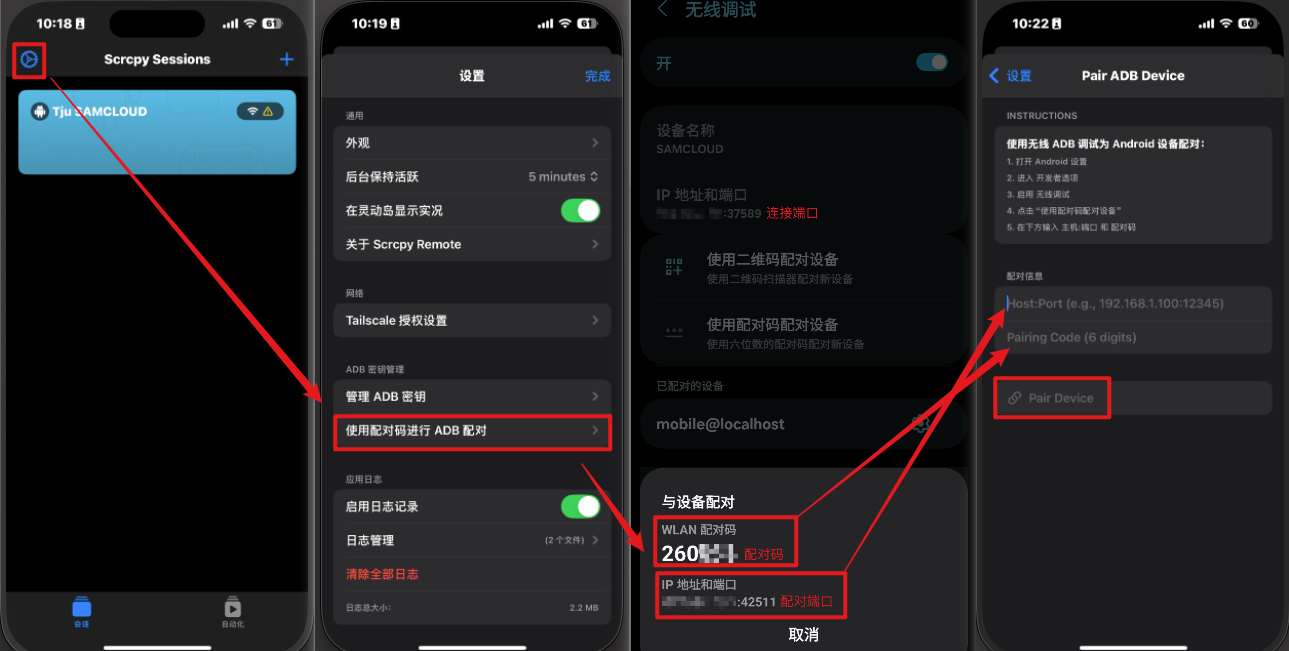 10:18
61
Scrcpy Sessions
Tju SAMCLOUD
会话
自动化
10:19
61
设置
完成
通用
外观
后台保持活跃
5 minutes
在灵动岛显示实况
关于 Scrcpy Remote
网络
Tailscale 授权设置
ADB 密钥管理
管理 ADB 密钥
使用配对码进行 ADB 配对
应用日志
启用日志记录
日志管理
(2 个文件)
清除全部日志
日志总大小:
2.2 MB
无线调试
开
设备名称
SAMCLOUD
IP 地址和端口
:37589 连接端口
使用二维码配对设备
使用二维码扫描器配对新设备
使用配对码配对设备
使用六位数的配对码配对新设备
已配对的设备
mobile@localhost
与设备配对
WLAN 配对码
260 配对码
IP 地址和端口
:42511 配对端口
取消
10:22
60
设置
Pair ADB Device
INSTRUCTIONS
使用无线 ADB 调试为 Android 设备配对:
1. 打开 Android 设置
2. 进入 开发者选项
3. 启用 无线调试
4. 点击 "使用配对码配对设备"
5. 在下方输入 主机:端口 和 配对码
配对信息
Host:Port (e.g., 192.168.1.100:12345)
Pairing Code (6 digits)
Pair Device